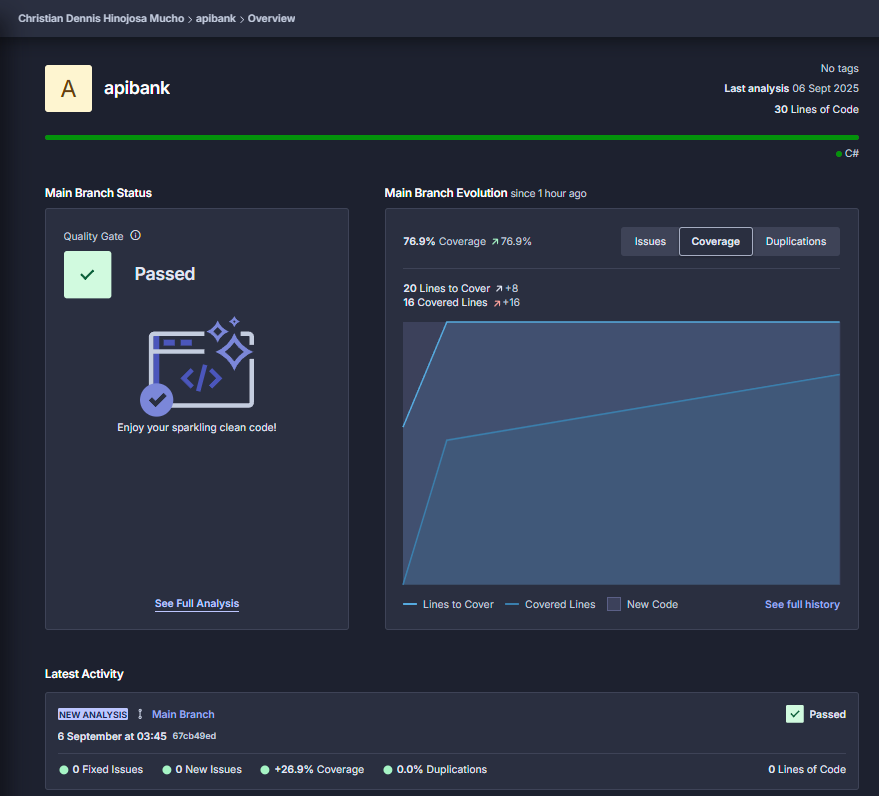 Christian Dennis Hinojosa Mucho > apibank > Overview
A
apibank
No tags
Last analysis 06 Sept 2025
30 Lines of Code
C#
Main Branch Status
Quality Gate
Passed
Enjoy your sparkling clean code!
See Full Analysis
Main Branch Evolution since 1 hour ago
76.9% Coverage ↗ 76.9%
Issues Coverage Duplications
20 Lines to Cover ↗ +8
16 Covered Lines ↗ +16
Lines to Cover Covered Lines New Code See full history
Latest Activity
NEW ANALYSIS Main Branch Passed
6 September at 03:45 67cb49ed
0 Fixed Issues 0 New Issues +26.9% Coverage 0.0% Duplications 0 Lines of Code